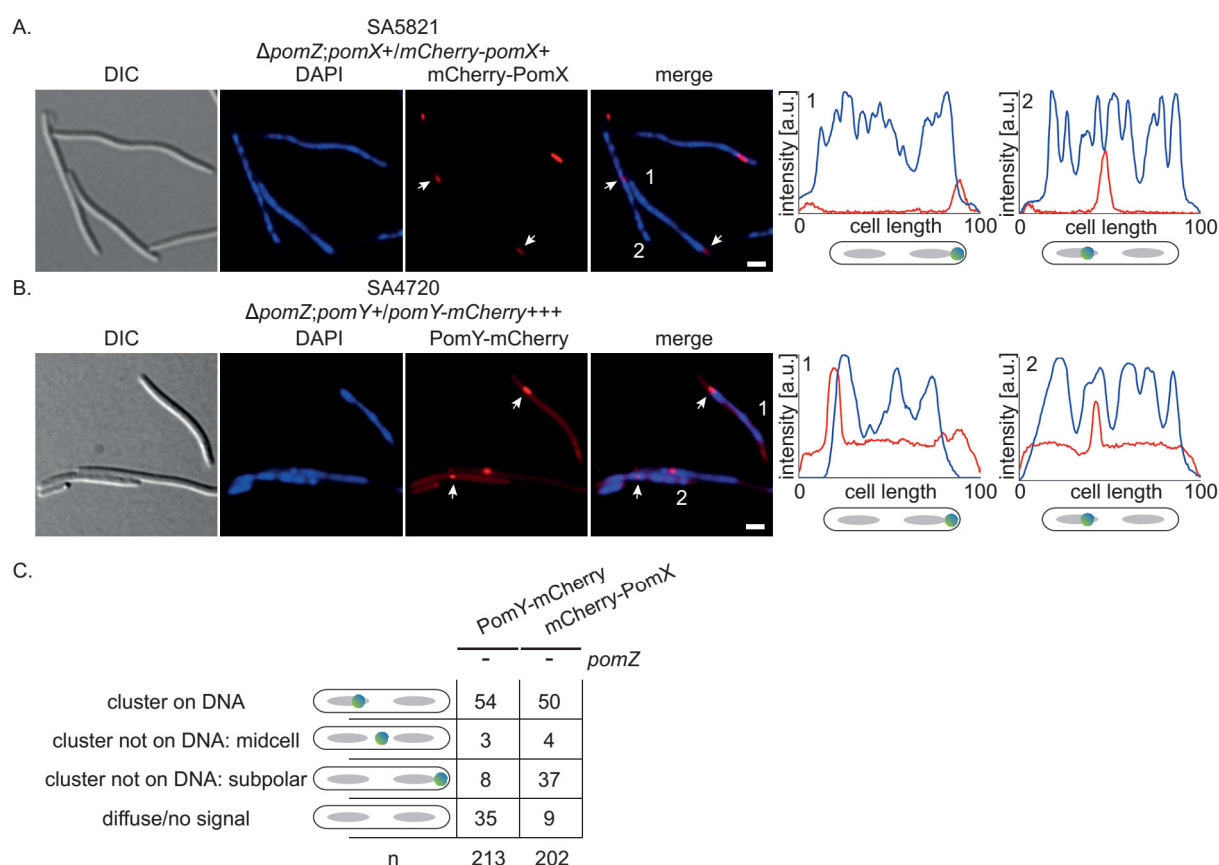 A.
SA5821
ΔpomZ;pomX+/mCherry-pomX+
DIC DAPI mCherry-PomX merge
1
2
1
intensity [a.u.]
0 cell length 100
2
intensity [a.u.]
0 cell length 100
B.
SA4720
ΔpomZ;pomY+/pomY-mCherry+++
DIC DAPI PomY-mCherry merge
1
2
1
intensity [a.u.]
0 cell length 100
2
intensity [a.u.]
0 cell length 100
C.
PomY-mCherry mCherry-PomX
- - pomZ
cluster on DNA 54 50
cluster not on DNA: midcell 3 4
cluster not on DNA: subpolar 8 37
diffuse/no signal 35 9
n 213 202